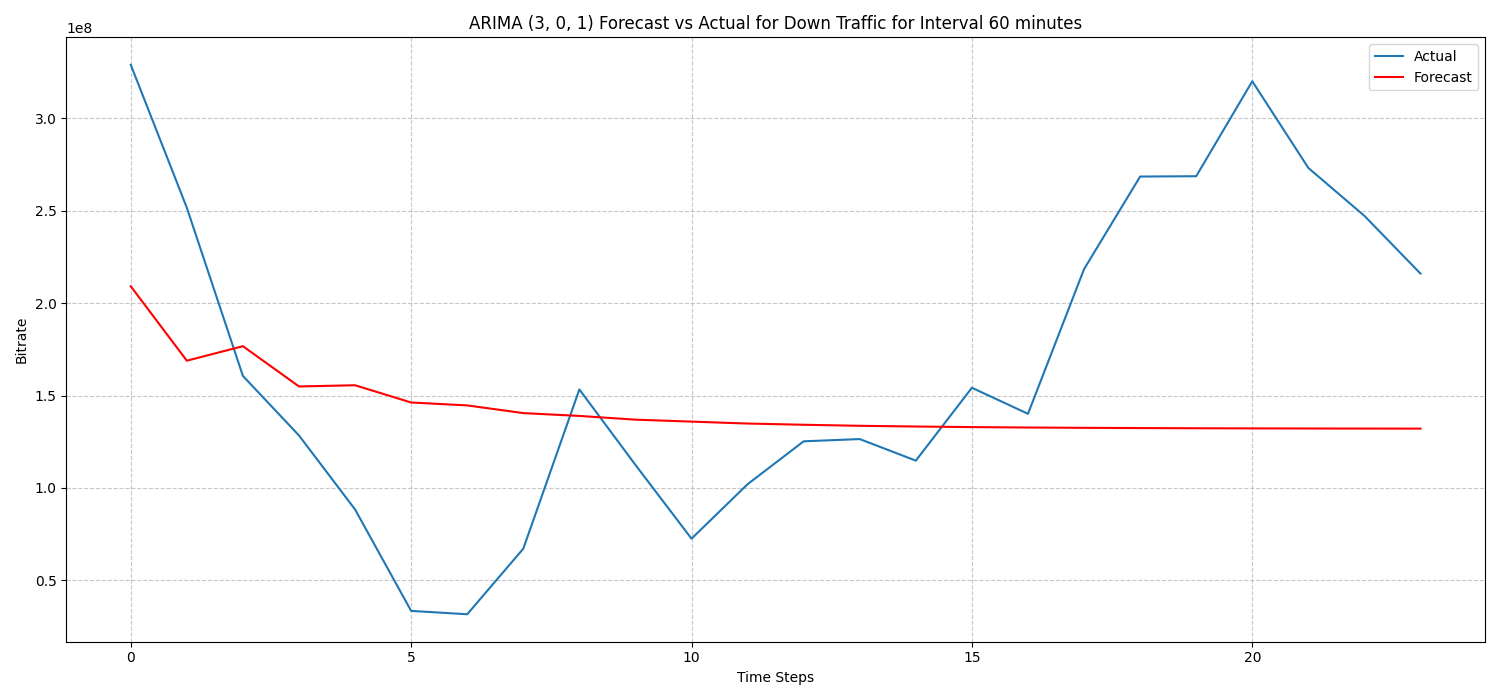 ARIMA (3, 0, 1) Forecast vs Actual for Down Traffic for Interval 60 minutes
1e8
Actual
Forecast
3.0
2.5
2.0
1.5
1.0
0.5
Bitrate
0 5 10 15 20
Time Steps